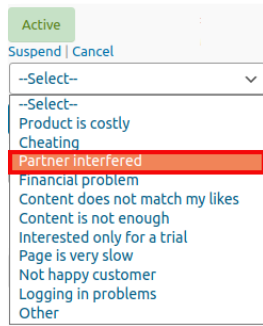 Active
Suspend | Cancel
--Select--
--Select--
Product is costly
Cheating
Partner interfered
Financial problem
Content does not match my likes
Content is not enough
Interested only for a trial
Page is very slow
Not happy customer
Logging in problems
Other